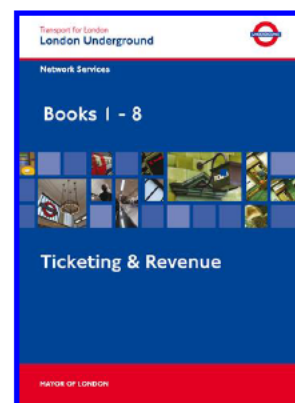 Transport for London
London Underground
UNDERGROUND
Network Services
Books 1 - 8
Ticketing & Revenue
MAYOR OF LONDON